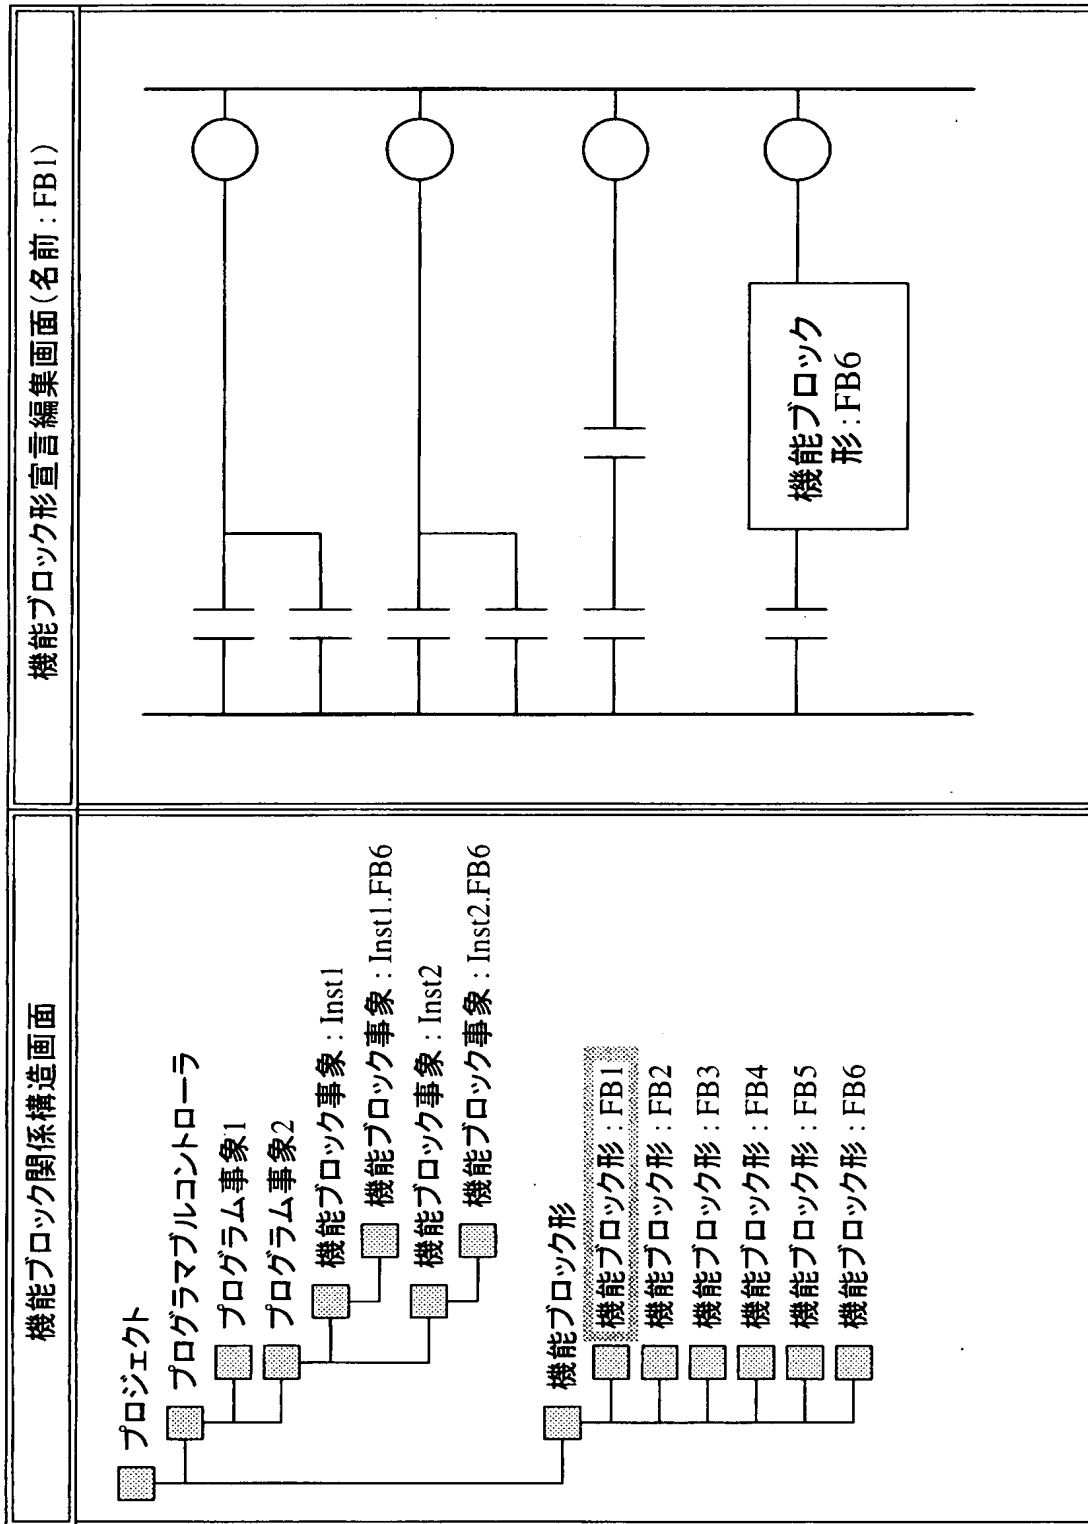 機能ブロック関係構造画面
プロジェクト
プログラマブルコントローラ
プログラム事象1
プログラム事象2
機能ブロック事象:Inst1
機能ブロック事象:Inst1.FB6
機能ブロック事象:Inst2
機能ブロック事象:Inst2.FB6
機能ブロック形
機能ブロック形:FB1
機能ブロック形:FB2
機能ブロック形:FB3
機能ブロック形:FB4
機能ブロック形:FB5
機能ブロック形:FB6
機能ブロック形宣言編集画面(名前:FB1)
機能ブロック
形:FB6